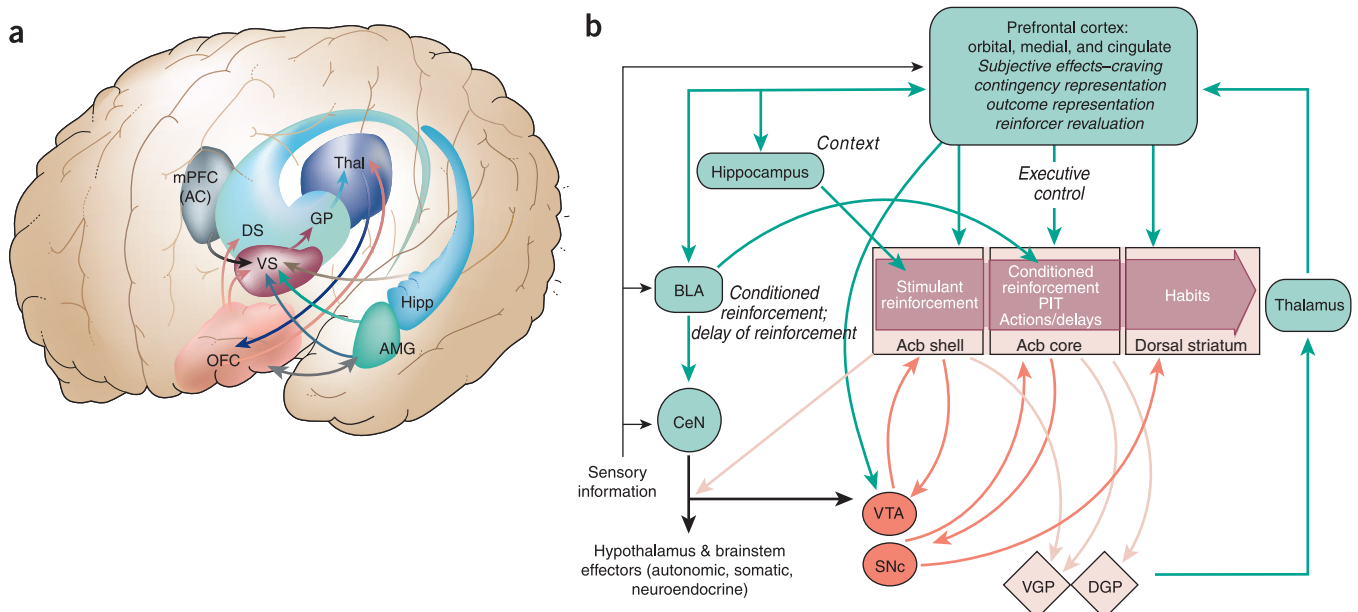 a
mPFC
(AC)
DS
VS
GP
Thal
Hipp
OFC
AMG
b
Prefrontal cortex:
orbital, medial, and cingulate
Subjective effects–craving
contingency representation
outcome representation
reinforcer revaluation
Context
Hippocampus
Executive
control
BLA
Conditioned
reinforcement;
delay of reinforcement
Stimulant
reinforcement
Acb shell
Conditioned
reinforcement
PIT
Actions/delays
Acb core
Habits
Dorsal striatum
Thalamus
CeN
Sensory
information
VTA
SNc
VGP
DGP
Hypothalamus & brainstem
effectors (autonomic, somatic,
neuroendocrine)